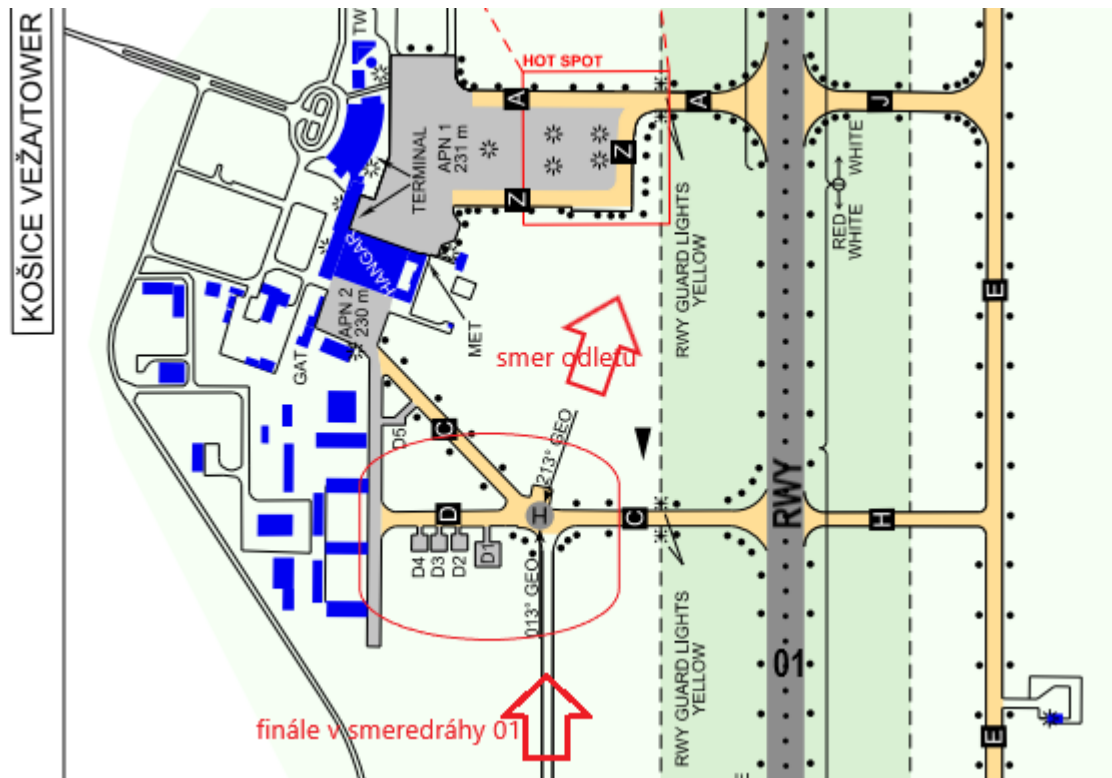 KOŠICE VEŽA/TOWER
TW
HOT SPOT
A
A
J
APN 1
231 m
TERMINAL
Z
Z
WHITE
RED
WHITE
RWY GUARD LIGHTS
YELLOW
HANGAR
APN 2
230 m
MET
GAT
E
smer odletu
D5
C
213° GEO
D
H
C
RWY
H
D4
D3
D2
D1
013° GEO
RWY GUARD LIGHTS
YELLOW
01
finále v smeredráhy 01
E